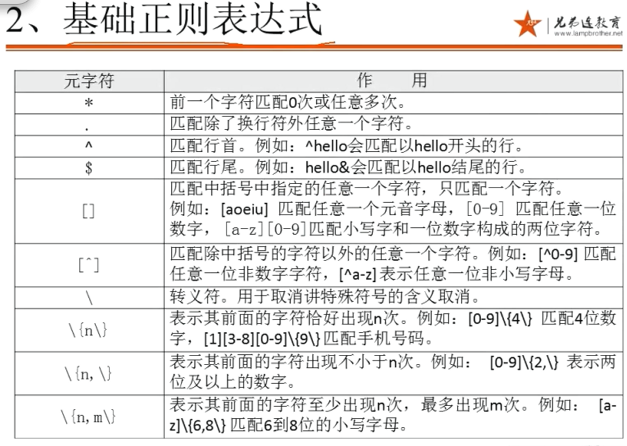 2、基础正则表达式
兄弟连教育
www.lampbrother.net
元字符 作 用
* 前一个字符匹配0次或任意多次。
. 匹配除了换行符外任意一个字符。
^ 匹配行首。例如：^hello会匹配以hello开头的行。
$ 匹配行尾。例如：hello&会匹配以hello结尾的行。
[] 匹配中括号中指定的任意一个字符，只匹配一个字符。
例如：[aoeiu] 匹配任意一个元音字母，[0-9] 匹配任意一位
数字，[a-z][0-9]匹配小写字和一位数字构成的两位字符。
[^] 匹配除中括号的字符以外的任意一个字符。例如：[^0-9] 匹配
任意一位非数字字符，[^a-z]表示任意一位非小写字母。
\ 转义符。用于取消讲特殊符号的含义取消。
\{n\} 表示其前面的字符恰好出现n次。例如：[0-9]\{4\} 匹配4位数
字，[1][3-8][0-9]\{9\}匹配手机号码。
\{n,\} 表示其前面的字符出现不小于n次。例如： [0-9]\{2,\} 表示两
位及以上的数字。
\{n,m\} 表示其前面的字符至少出现n次，最多出现m次。例如： [a-
z]\{6,8\} 匹配6到8位的小写字母。